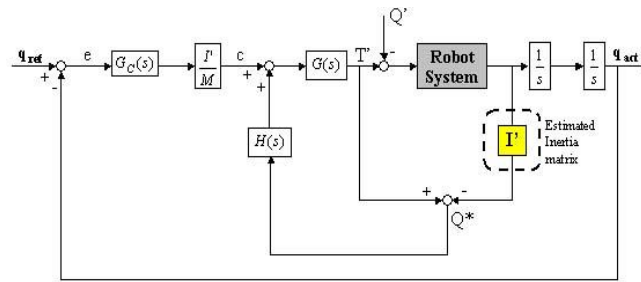 Q'
q_ref
e
G_C(s)
I'/M
c
G(s)
T'
Robot
System
1/s
1/s
q_act
+
-
+
+
-
H(s)
I'
Estimated
Inertia
matrix
+
-
Q*